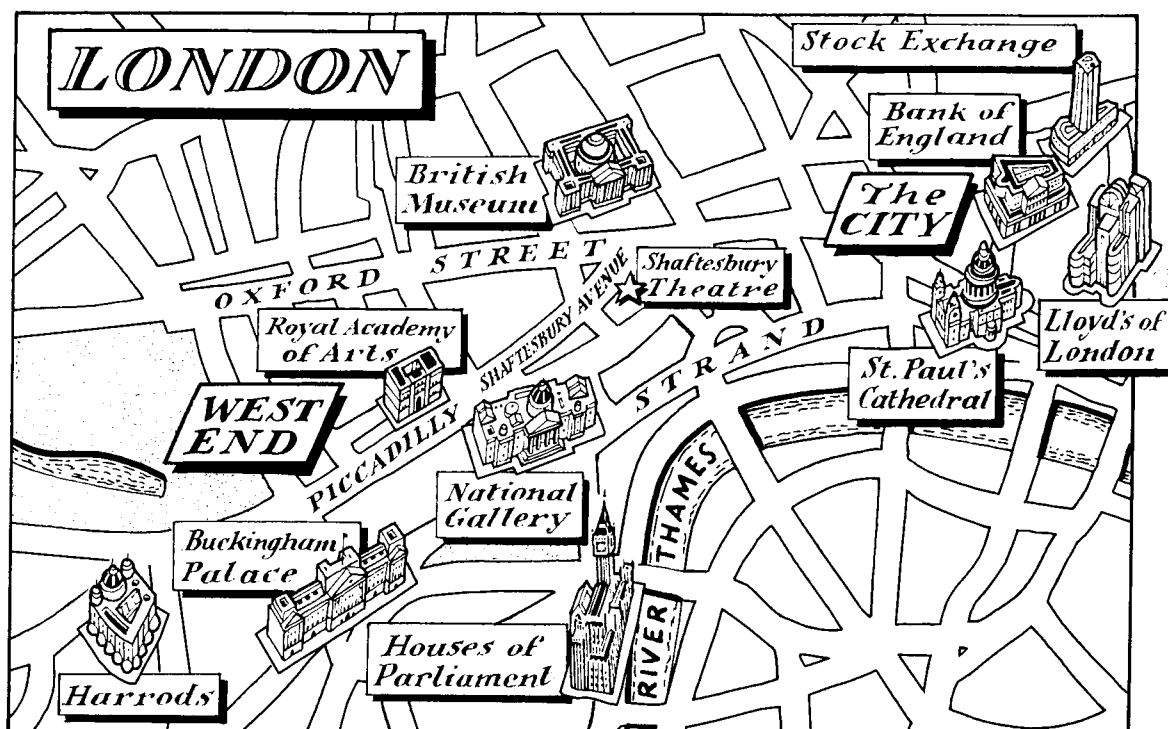 LONDON
Stock Exchange
Bank of
England
British
Museum
The
CITY
OXFORD STREET
SHAFTESBURY AVENUE
Shaftesbury
Theatre
Royal Academy
of Arts
Lloyd's of
London
STRAND
St. Paul's
Cathedral
WEST
END
PICCADILLY
National
Gallery
RIVER THAMES
Buckingham
Palace
Houses of
Parliament
Harrods